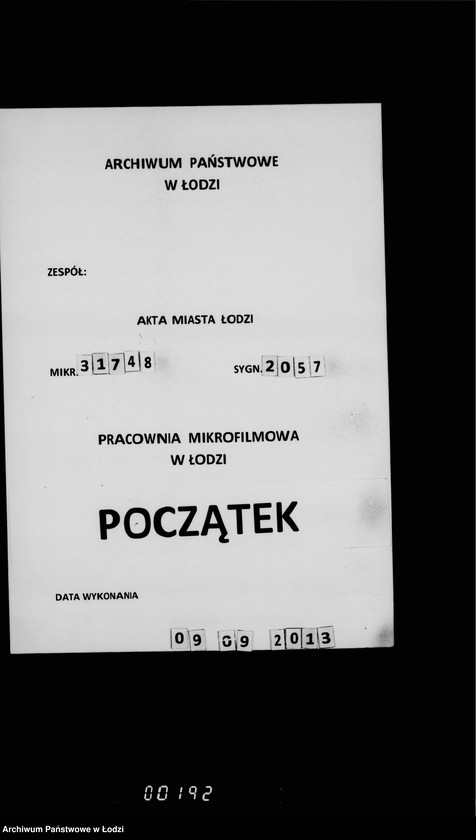 ARCHIWUM PAŃSTWOWE
W ŁODZI
ZESPÓŁ:
AKTA MIASTA ŁODZI
MIKR. 31748 SYGN. 2057
PRACOWNIA MIKROFILMOWA
W ŁODZI
POCZĄTEK
DATA WYKONANIA
09 09 2013
00192
Archiwum Państwowe w Łodzi